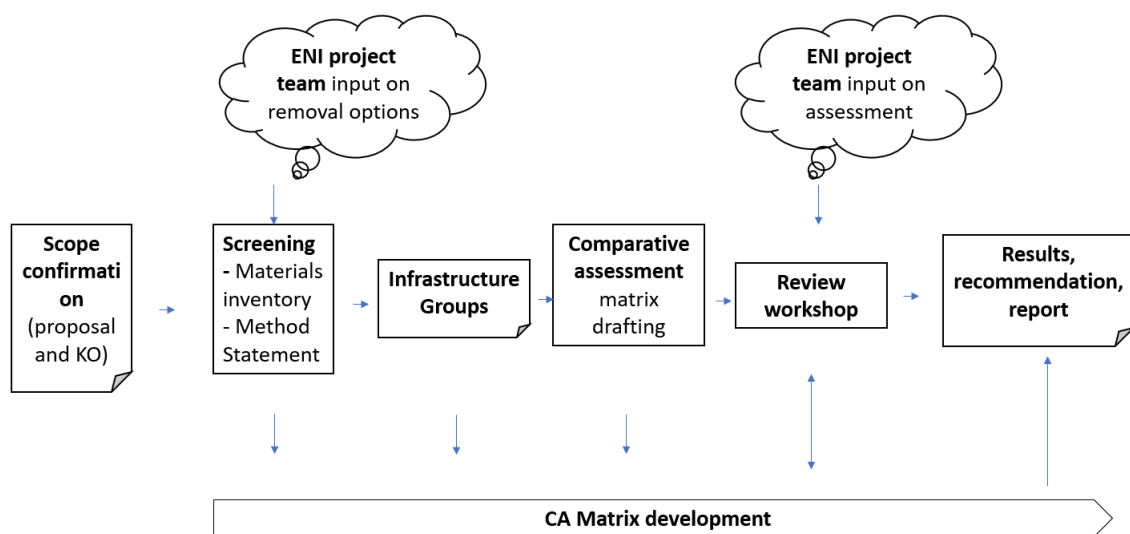 ENI project
team input on
removal options
ENI project
team input on
assessment
Scope
confirmati
on
(proposal
and KO)
Screening
- Materials
inventory
- Method
Statement
Infrastructure
Groups
Comparative
assessment
matrix
drafting
Review
workshop
Results,
recommendation,
report
CA Matrix development